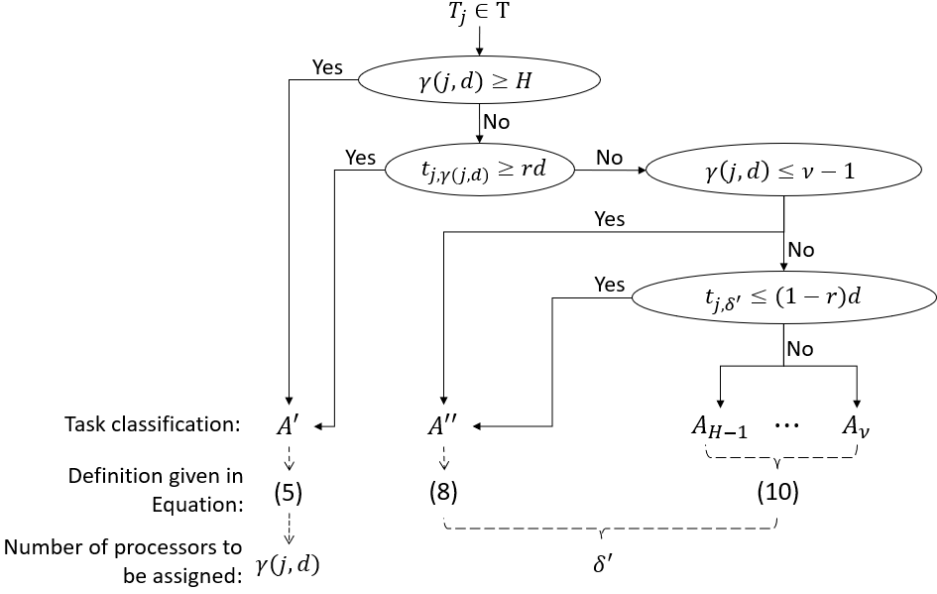 T_j ∈ T
Yes
γ(j, d) ≥ H
No
Yes
t_{j,γ(j,d)} ≥ rd
No
γ(j, d) ≤ ν − 1
Yes
No
Yes
t_{j,δ′} ≤ (1 − r)d
No
Task classification: A′ A′′ A_{H−1} ⋯ A_ν
Definition given in
Equation: (5) (8) (10)
Number of processors to
be assigned: γ(j, d) δ′